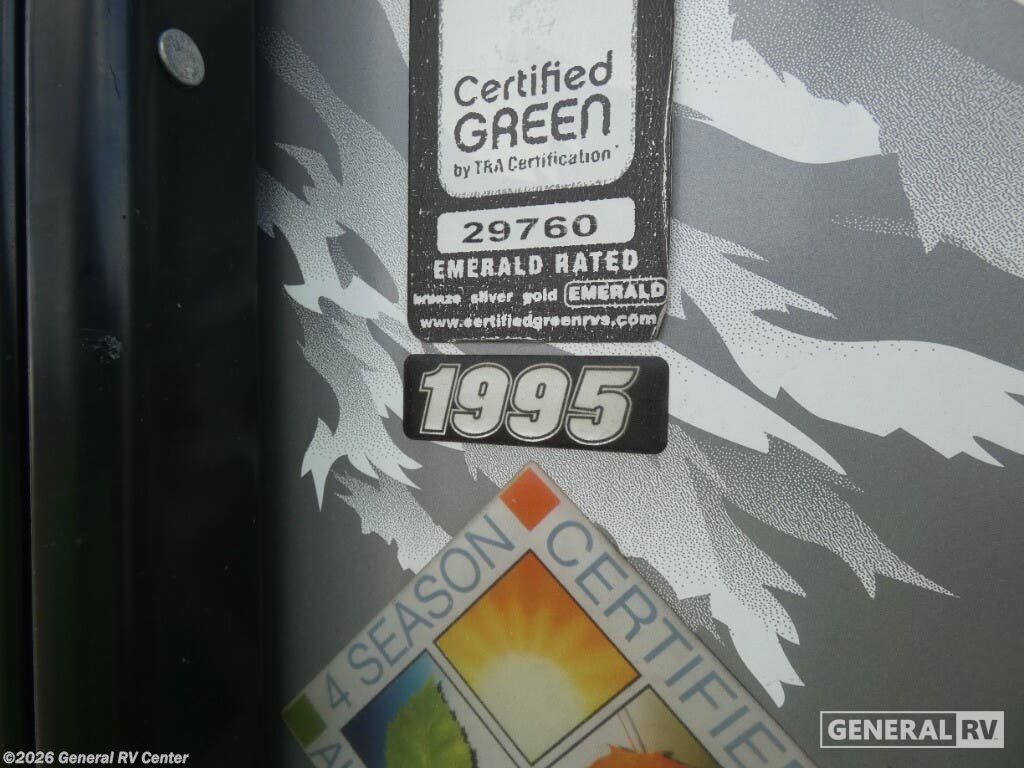 Certified
GREEN
by TRA Certification
29760
EMERALD RATED
bronze silver gold EMERALD
www.certifiedgreenrvs.com
1995
4 SEASON
CERTIFIE
GENERAL RV
©2026 General RV Center